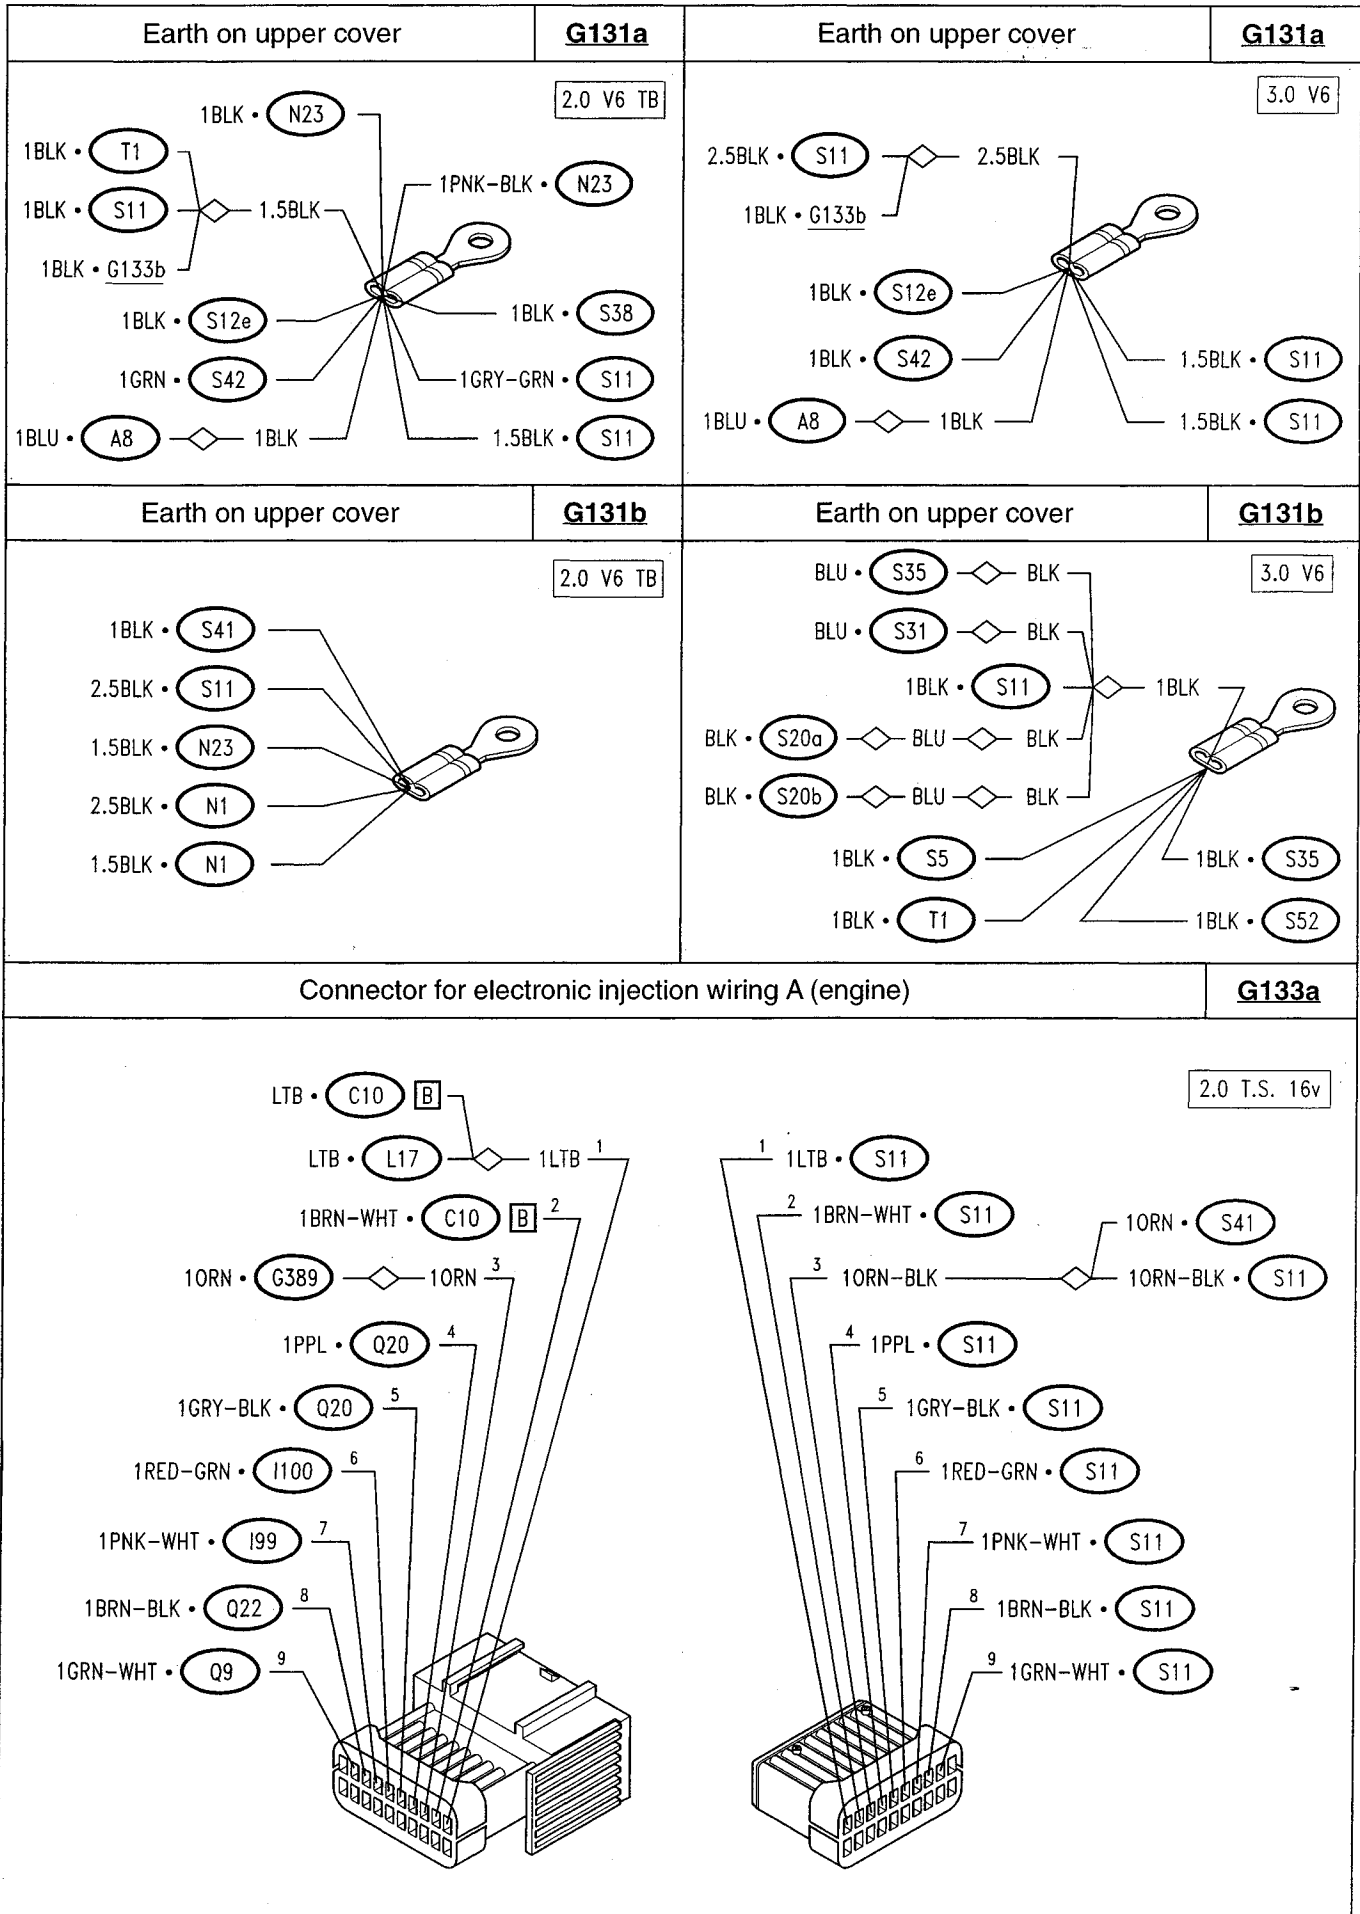 Earth on upper cover G131a
2.0 V6 TB
1BLK • N23
1BLK • T1
1PNK-BLK • N23
1BLK • S11 1.5BLK
1BLK • G133b
1BLK • S12e
1BLK • S38
1GRN • S42
1GRY-GRN • S11
1BLU • A8 1BLK
1.5BLK • S11
Earth on upper cover G131a
3.0 V6
2.5BLK • S11 2.5BLK
1BLK • G133b
1BLK • S12e
1BLK • S42
1.5BLK • S11
1BLU • A8 1BLK
1.5BLK • S11
Earth on upper cover G131b
2.0 V6 TB
1BLK • S41
2.5BLK • S11
1.5BLK • N23
2.5BLK • N1
1.5BLK • N1
Earth on upper cover G131b
3.0 V6
BLU • S35 BLK
BLU • S31 BLK
1BLK • S11 1BLK
BLK • S20a BLU BLK
BLK • S20b BLU BLK
1BLK • S5
1BLK • S35
1BLK • T1
1BLK • S52
Connector for electronic injection wiring A (engine) G133a
2.0 T.S. 16v
LTB • C10 B
LTB • L17 1LTB 1
1BRN-WHT • C10 B 2
1ORN • G389 1ORN 3
1PPL • Q20 4
1GRY-BLK • Q20 5
1RED-GRN • I100 6
1PNK-WHT • I99 7
1BRN-BLK • Q22 8
1GRN-WHT • Q9 9
1 1LTB • S11
2 1BRN-WHT • S11
1ORN • S41
3 1ORN-BLK 1ORN-BLK • S11
4 1PPL • S11
5 1GRY-BLK • S11
6 1RED-GRN • S11
7 1PNK-WHT • S11
8 1BRN-BLK • S11
9 1GRN-WHT • S11